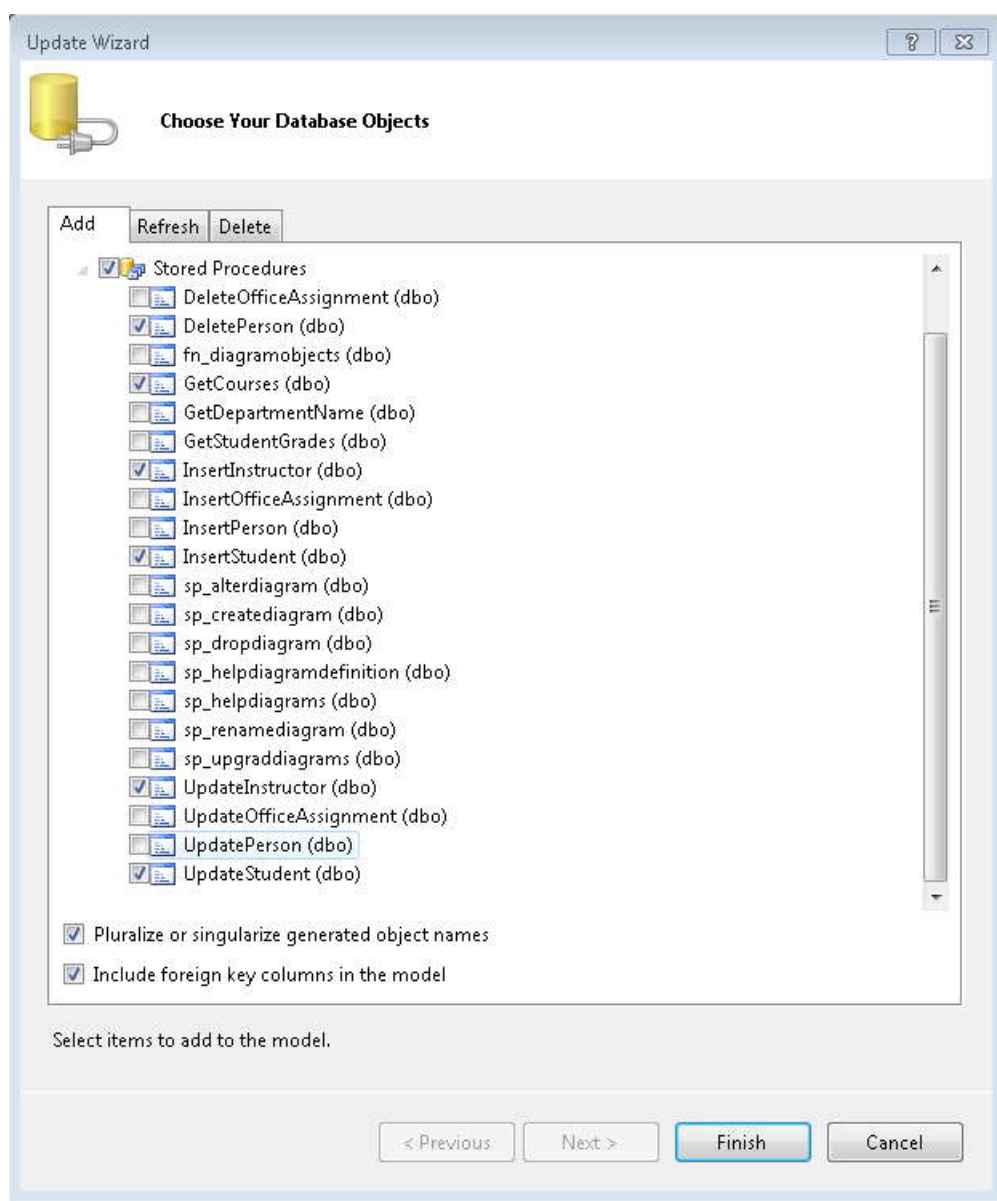 Update Wizard
Choose Your Database Objects
Add Refresh Delete
Stored Procedures
DeleteOfficeAssignment (dbo)
DeletePerson (dbo)
fn_diagramobjects (dbo)
GetCourses (dbo)
GetDepartmentName (dbo)
GetStudentGrades (dbo)
InsertInstructor (dbo)
InsertOfficeAssignment (dbo)
InsertPerson (dbo)
InsertStudent (dbo)
sp_alterdiagram (dbo)
sp_creatediagram (dbo)
sp_dropdiagram (dbo)
sp_helpdiagramdefinition (dbo)
sp_helpdiagrams (dbo)
sp_renamediagram (dbo)
sp_upgraddiagrams (dbo)
UpdateInstructor (dbo)
UpdateOfficeAssignment (dbo)
UpdatePerson (dbo)
UpdateStudent (dbo)
Pluralize or singularize generated object names
Include foreign key columns in the model
Select items to add to the model.
< Previous Next > Finish Cancel